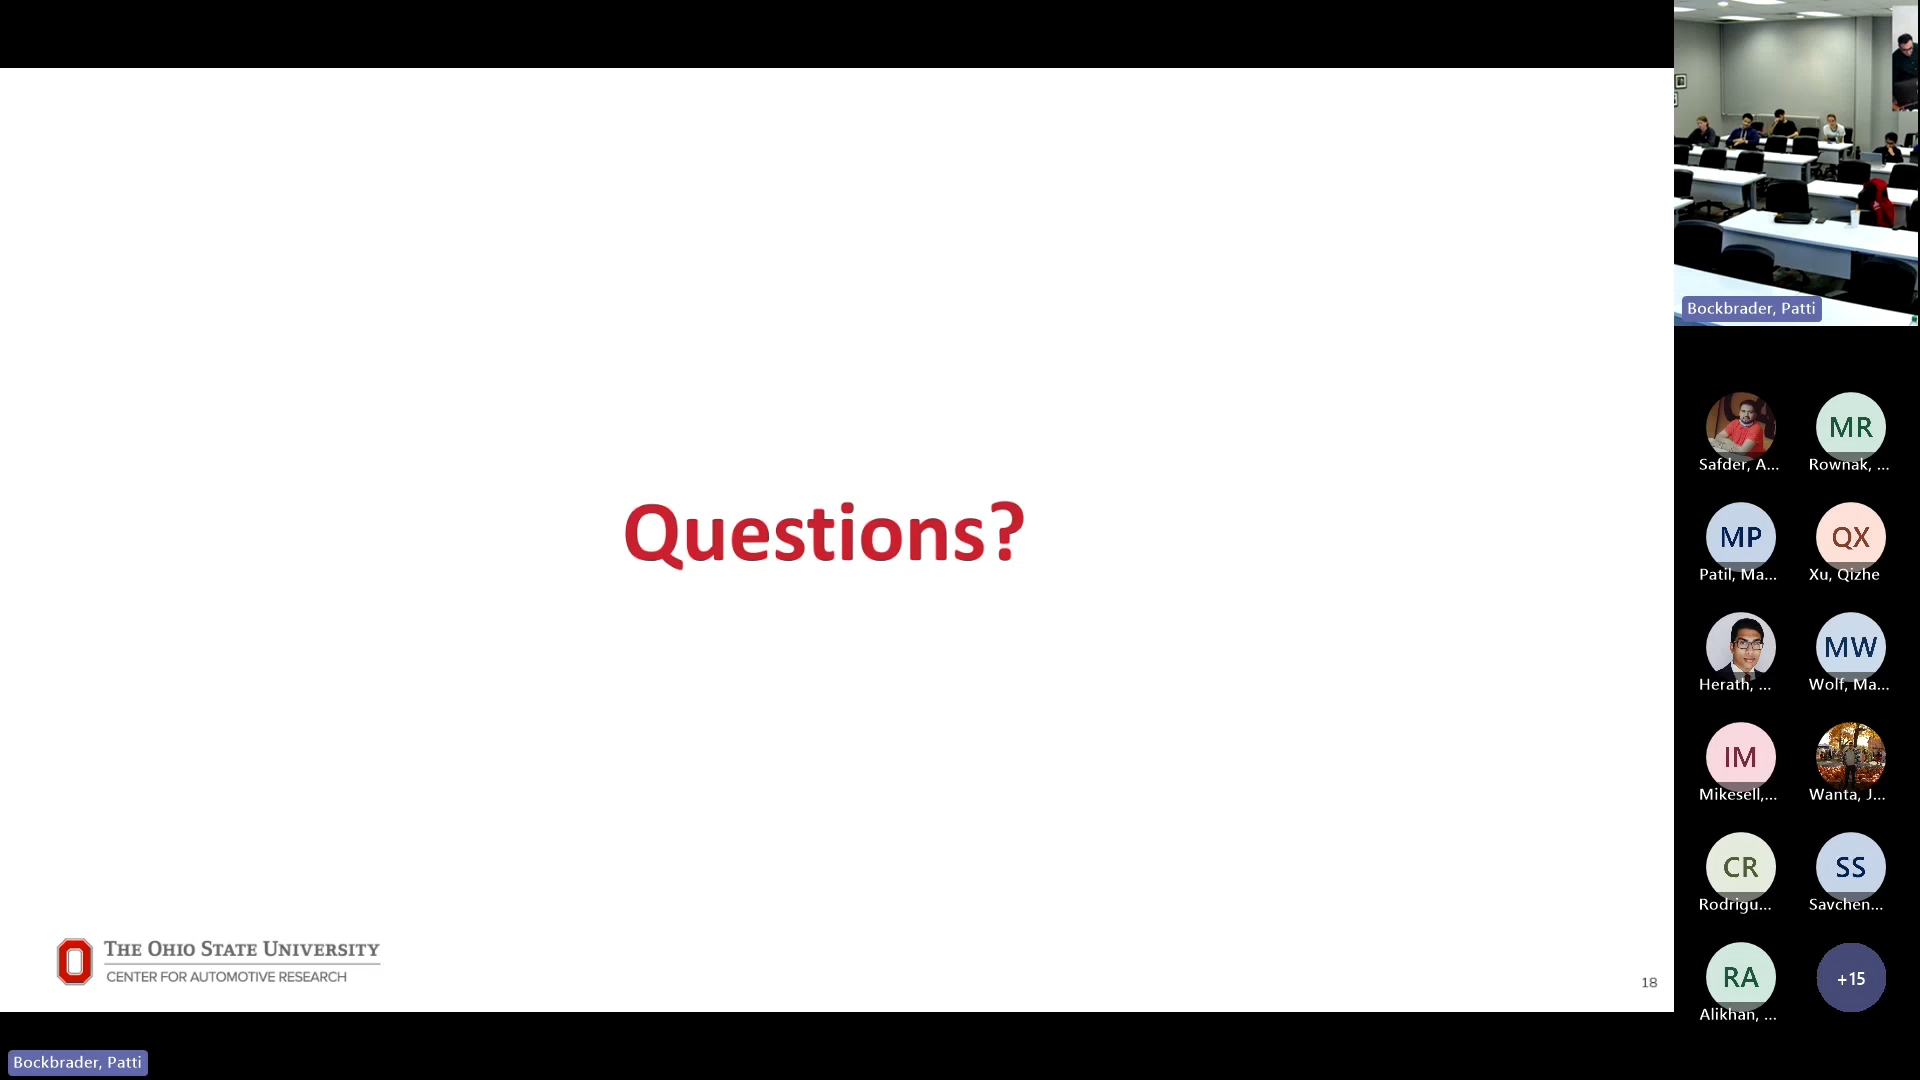 Questions?
THE OHIO STATE UNIVERSITY
CENTER FOR AUTOMOTIVE RESEARCH
18
Bockbrader, Patti
Bockbrader, Patti
Safder, A...
MR
Rownak, ...
MP
Patil, Ma...
QX
Xu, Qizhe
Herath, ...
MW
Wolf, Ma...
IM
Mikesell,...
Wanta, J...
CR
Rodrigu...
SS
Savchen...
RA
Alikhan, ...
+15